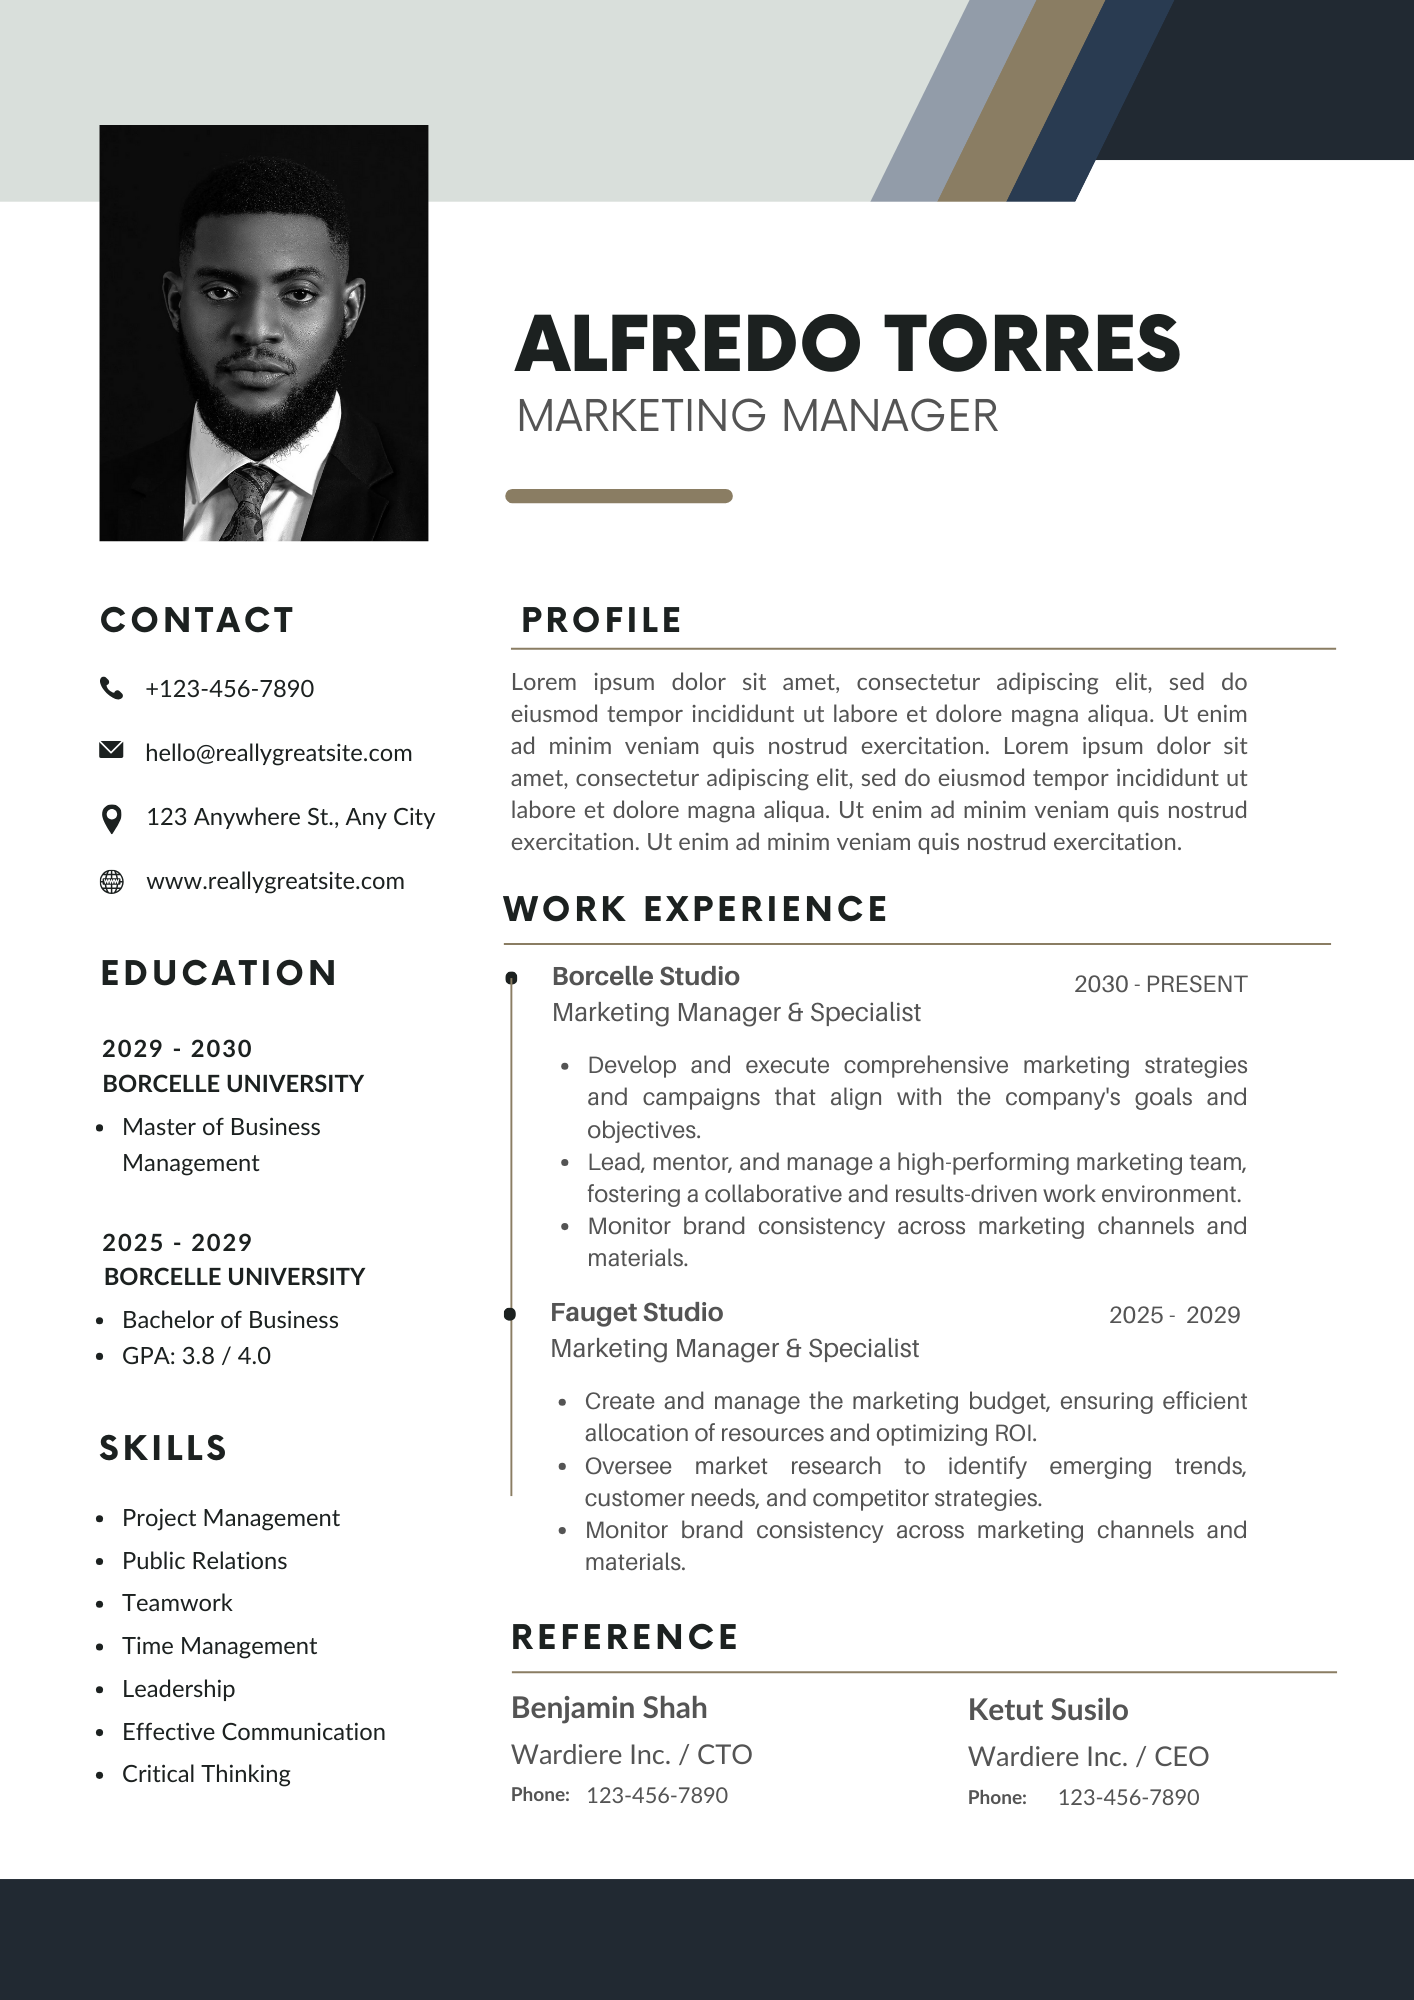 ALFREDO TORRES
MARKETING MANAGER
CONTACT
+123-456-7890
hello@reallygreatsite.com
123 Anywhere St., Any City
www.reallygreatsite.com
EDUCATION
2029 - 2030
BORCELLE UNIVERSITY
• Master of Business
Management
2025 - 2029
BORCELLE UNIVERSITY
• Bachelor of Business
• GPA: 3.8 / 4.0
SKILLS
• Project Management
• Public Relations
• Teamwork
• Time Management
• Leadership
• Effective Communication
• Critical Thinking
PROFILE
Lorem ipsum dolor sit amet, consectetur adipiscing elit, sed do
eiusmod tempor incididunt ut labore et dolore magna aliqua. Ut enim
ad minim veniam quis nostrud exercitation. Lorem ipsum dolor sit
amet, consectetur adipiscing elit, sed do eiusmod tempor incididunt ut
labore et dolore magna aliqua. Ut enim ad minim veniam quis nostrud
exercitation. Ut enim ad minim veniam quis nostrud exercitation.
WORK EXPERIENCE
Borcelle Studio
2030 - PRESENT
Marketing Manager & Specialist
• Develop and execute comprehensive marketing strategies
and campaigns that align with the company's goals and
objectives.
• Lead, mentor, and manage a high-performing marketing team,
fostering a collaborative and results-driven work environment.
• Monitor brand consistency across marketing channels and
materials.
Fauget Studio
2025 - 2029
Marketing Manager & Specialist
• Create and manage the marketing budget, ensuring efficient
allocation of resources and optimizing ROI.
• Oversee market research to identify emerging trends,
customer needs, and competitor strategies.
• Monitor brand consistency across marketing channels and
materials.
REFERENCE
Benjamin Shah
Wardiere Inc. / CTO
Phone: 123-456-7890
Ketut Susilo
Wardiere Inc. / CEO
Phone: 123-456-7890